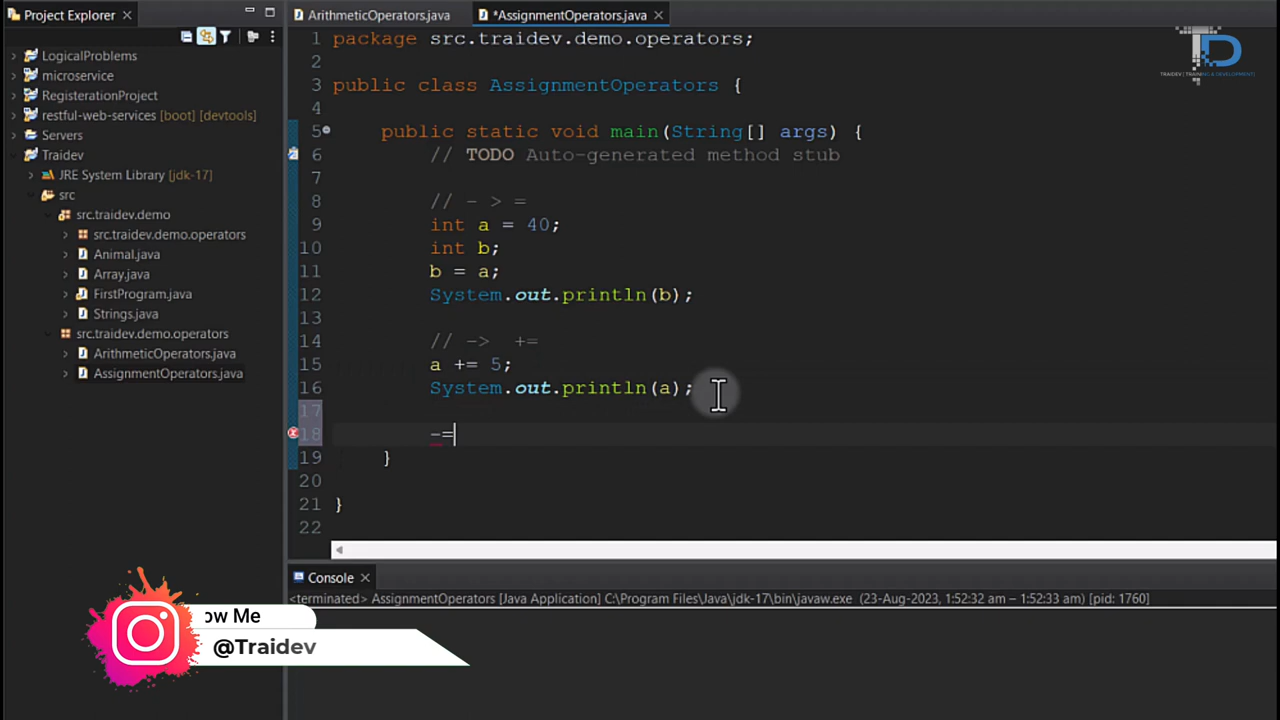 Project Explorer
LogicalProblems
microservice
RegisterationProject
restful-web-services [boot] [devtools]
Servers
Traidev
JRE System Library [jdk-17]
src
src.traidev.demo
src.traidev.demo.operators
Animal.java
Array.java
FirstProgram.java
Strings.java
src.traidev.demo.operators
ArithmeticOperators.java
AssignmentOperators.java
ArithmeticOperators.java
*AssignmentOperators.java
1 package src.traidev.demo.operators;
2
3 public class AssignmentOperators {
4
5 public static void main(String[] args) {
6 // TODO Auto-generated method stub
7
8 // - > =
9 int a = 40;
10 int b;
11 b = a;
12 System.out.println(b);
13
14 // -> +=
15 a += 5;
16 System.out.println(a);
17
18 -=
19 }
20
21 }
22
TD
TRAIDEV | TRAINING & DEVELOPMENT |
Console
<terminated> AssignmentOperators [Java Application] C:\Program Files\Java\jdk-17\bin\javaw.exe (23-Aug-2023, 1:52:32 am – 1:52:33 am) [pid: 1760]
ow Me
@Traidev